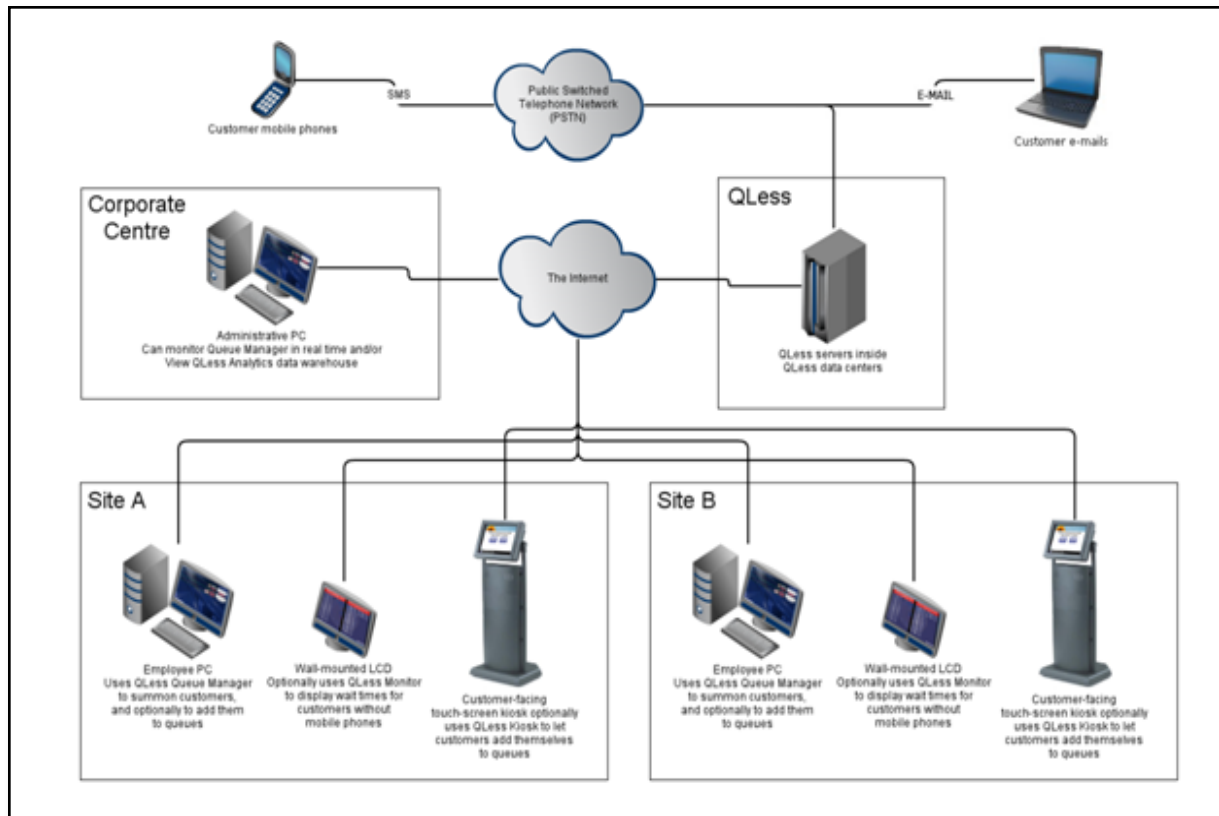 Customer mobile phones
SMS
Public Switched
Telephone Network
(PSTN)
E-MAIL
Customer e-mails
Corporate
Centre
Administrative PC
Can monitor Queue Manager in real time and/or
View QLess Analytics data warehouse
The Internet
QLess
QLess servers inside
QLess data centers
Site A
Employee PC
Uses QLess Queue Manager
to summon customers,
and optionally to add them
to queues
Wall-mounted LCD
Optionally uses QLess Monitor
to display wait times for
customers without
mobile phones
Customer-facing
touch-screen kiosk optionally
uses QLess Kiosk to let
customers add themselves
to queues
Site B
Employee PC
Uses QLess Queue Manager
to summon customers,
and optionally to add them
to queues
Wall-mounted LCD
Optionally uses QLess Monitor
to display wait times for
customers without
mobile phones
Customer-facing
touch-screen kiosk optionally
uses QLess Kiosk to let
customers add themselves
to queues